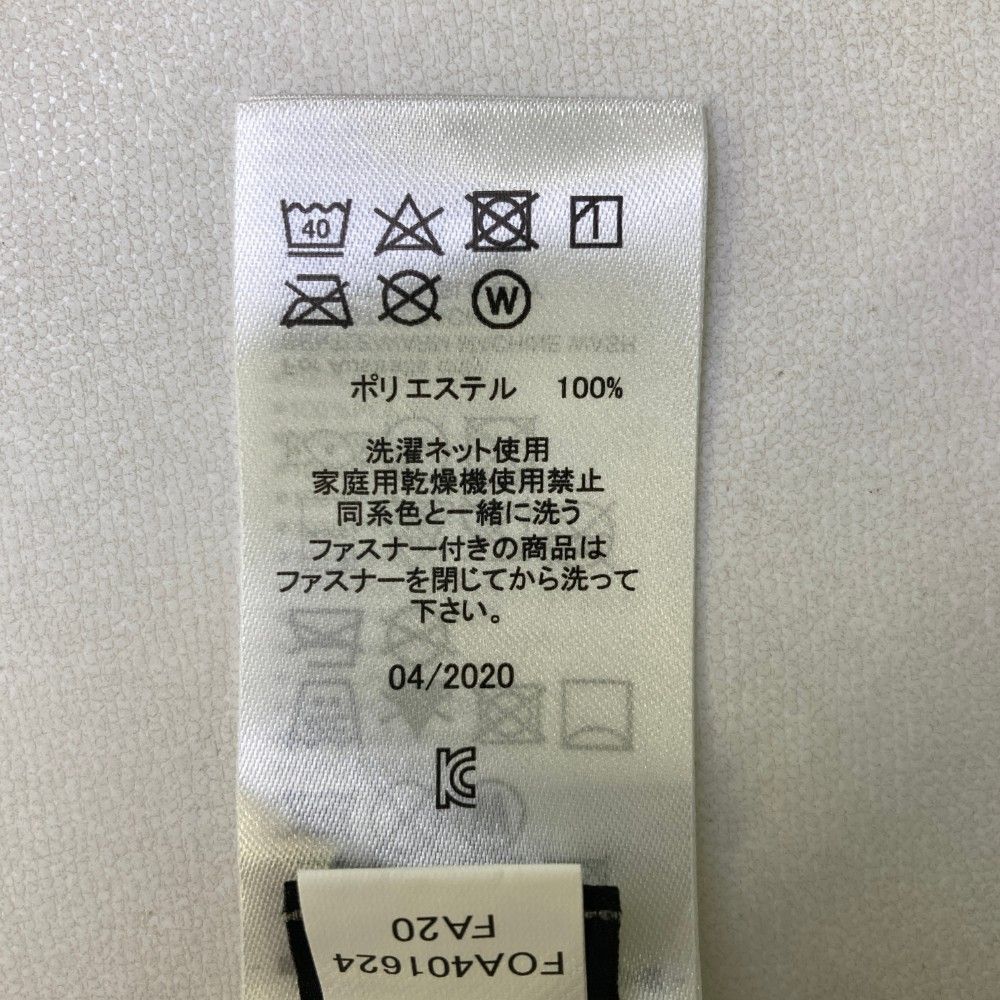 40
W
ポリエステル 100%
洗濯ネット使用
家庭用乾燥機使用禁止
同系色と一緒に洗う
ファスナー付きの商品は
ファスナーを閉じてから洗って
下さい。
04/2020
FOA401624
FA20